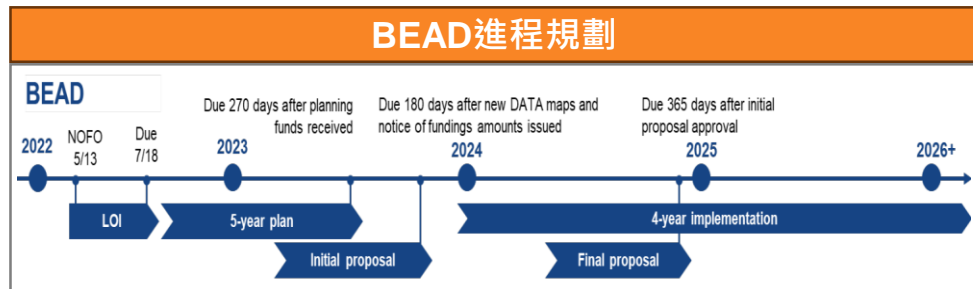 BEAD進程規劃
BEAD
Due 270 days after planning
funds received
Due 180 days after new DATA maps and
notice of fundings amounts issued
Due 365 days after initial
proposal approval
2022
NOFO
5/13
Due
7/18
2023
2024
2025
2026+
LOI
5-year plan
4-year implementation
Initial proposal
Final proposal